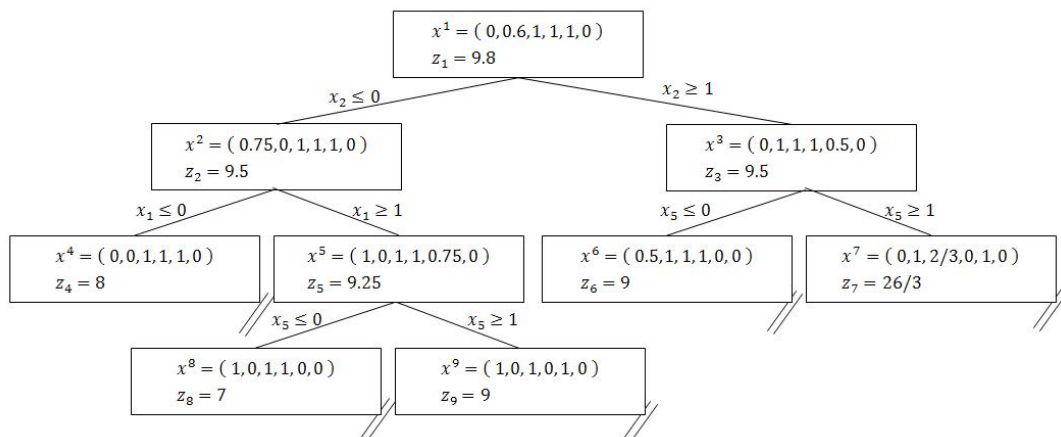 x¹ = ( 0,0.6,1,1,1,0)
z₁ = 9.8
x₂ ≤ 0
x₂ ≥ 1
x² = ( 0.75,0,1,1,1,0)
z₂ = 9.5
x³ = ( 0,1,1,1,0.5,0)
z₃ = 9.5
x₁ ≤ 0
x₁ ≥ 1
x₅ ≤ 0
x₅ ≥ 1
x⁴ = ( 0,0,1,1,1,0)
z₄ = 8
x⁵ = ( 1,0,1,1,0.75,0)
z₅ = 9.25
x⁶ = ( 0.5,1,1,1,0,0)
z₆ = 9
x⁷ = ( 0,1,2/3,0,1,0)
z₇ = 26/3
x₅ ≤ 0
x₅ ≥ 1
x⁸ = ( 1,0,1,1,0,0)
z₈ = 7
x⁹ = ( 1,0,1,0,1,0)
z₉ = 9